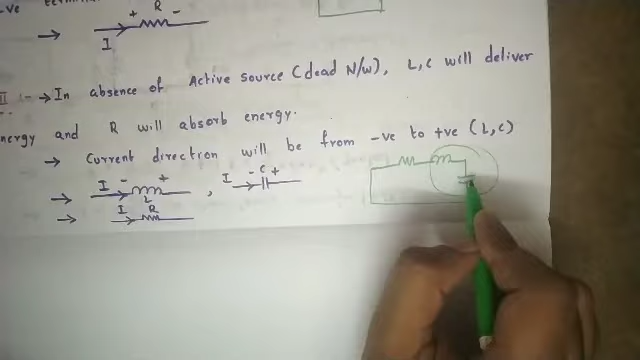 -ve
R
+ -
→ I
II :- → In absence of Active source (dead N/w), L,C will deliver
energy and R will absorb energy.
→ Current direction will be from -ve to +ve (L,C)
→ I - + L , I - C +
→ I R